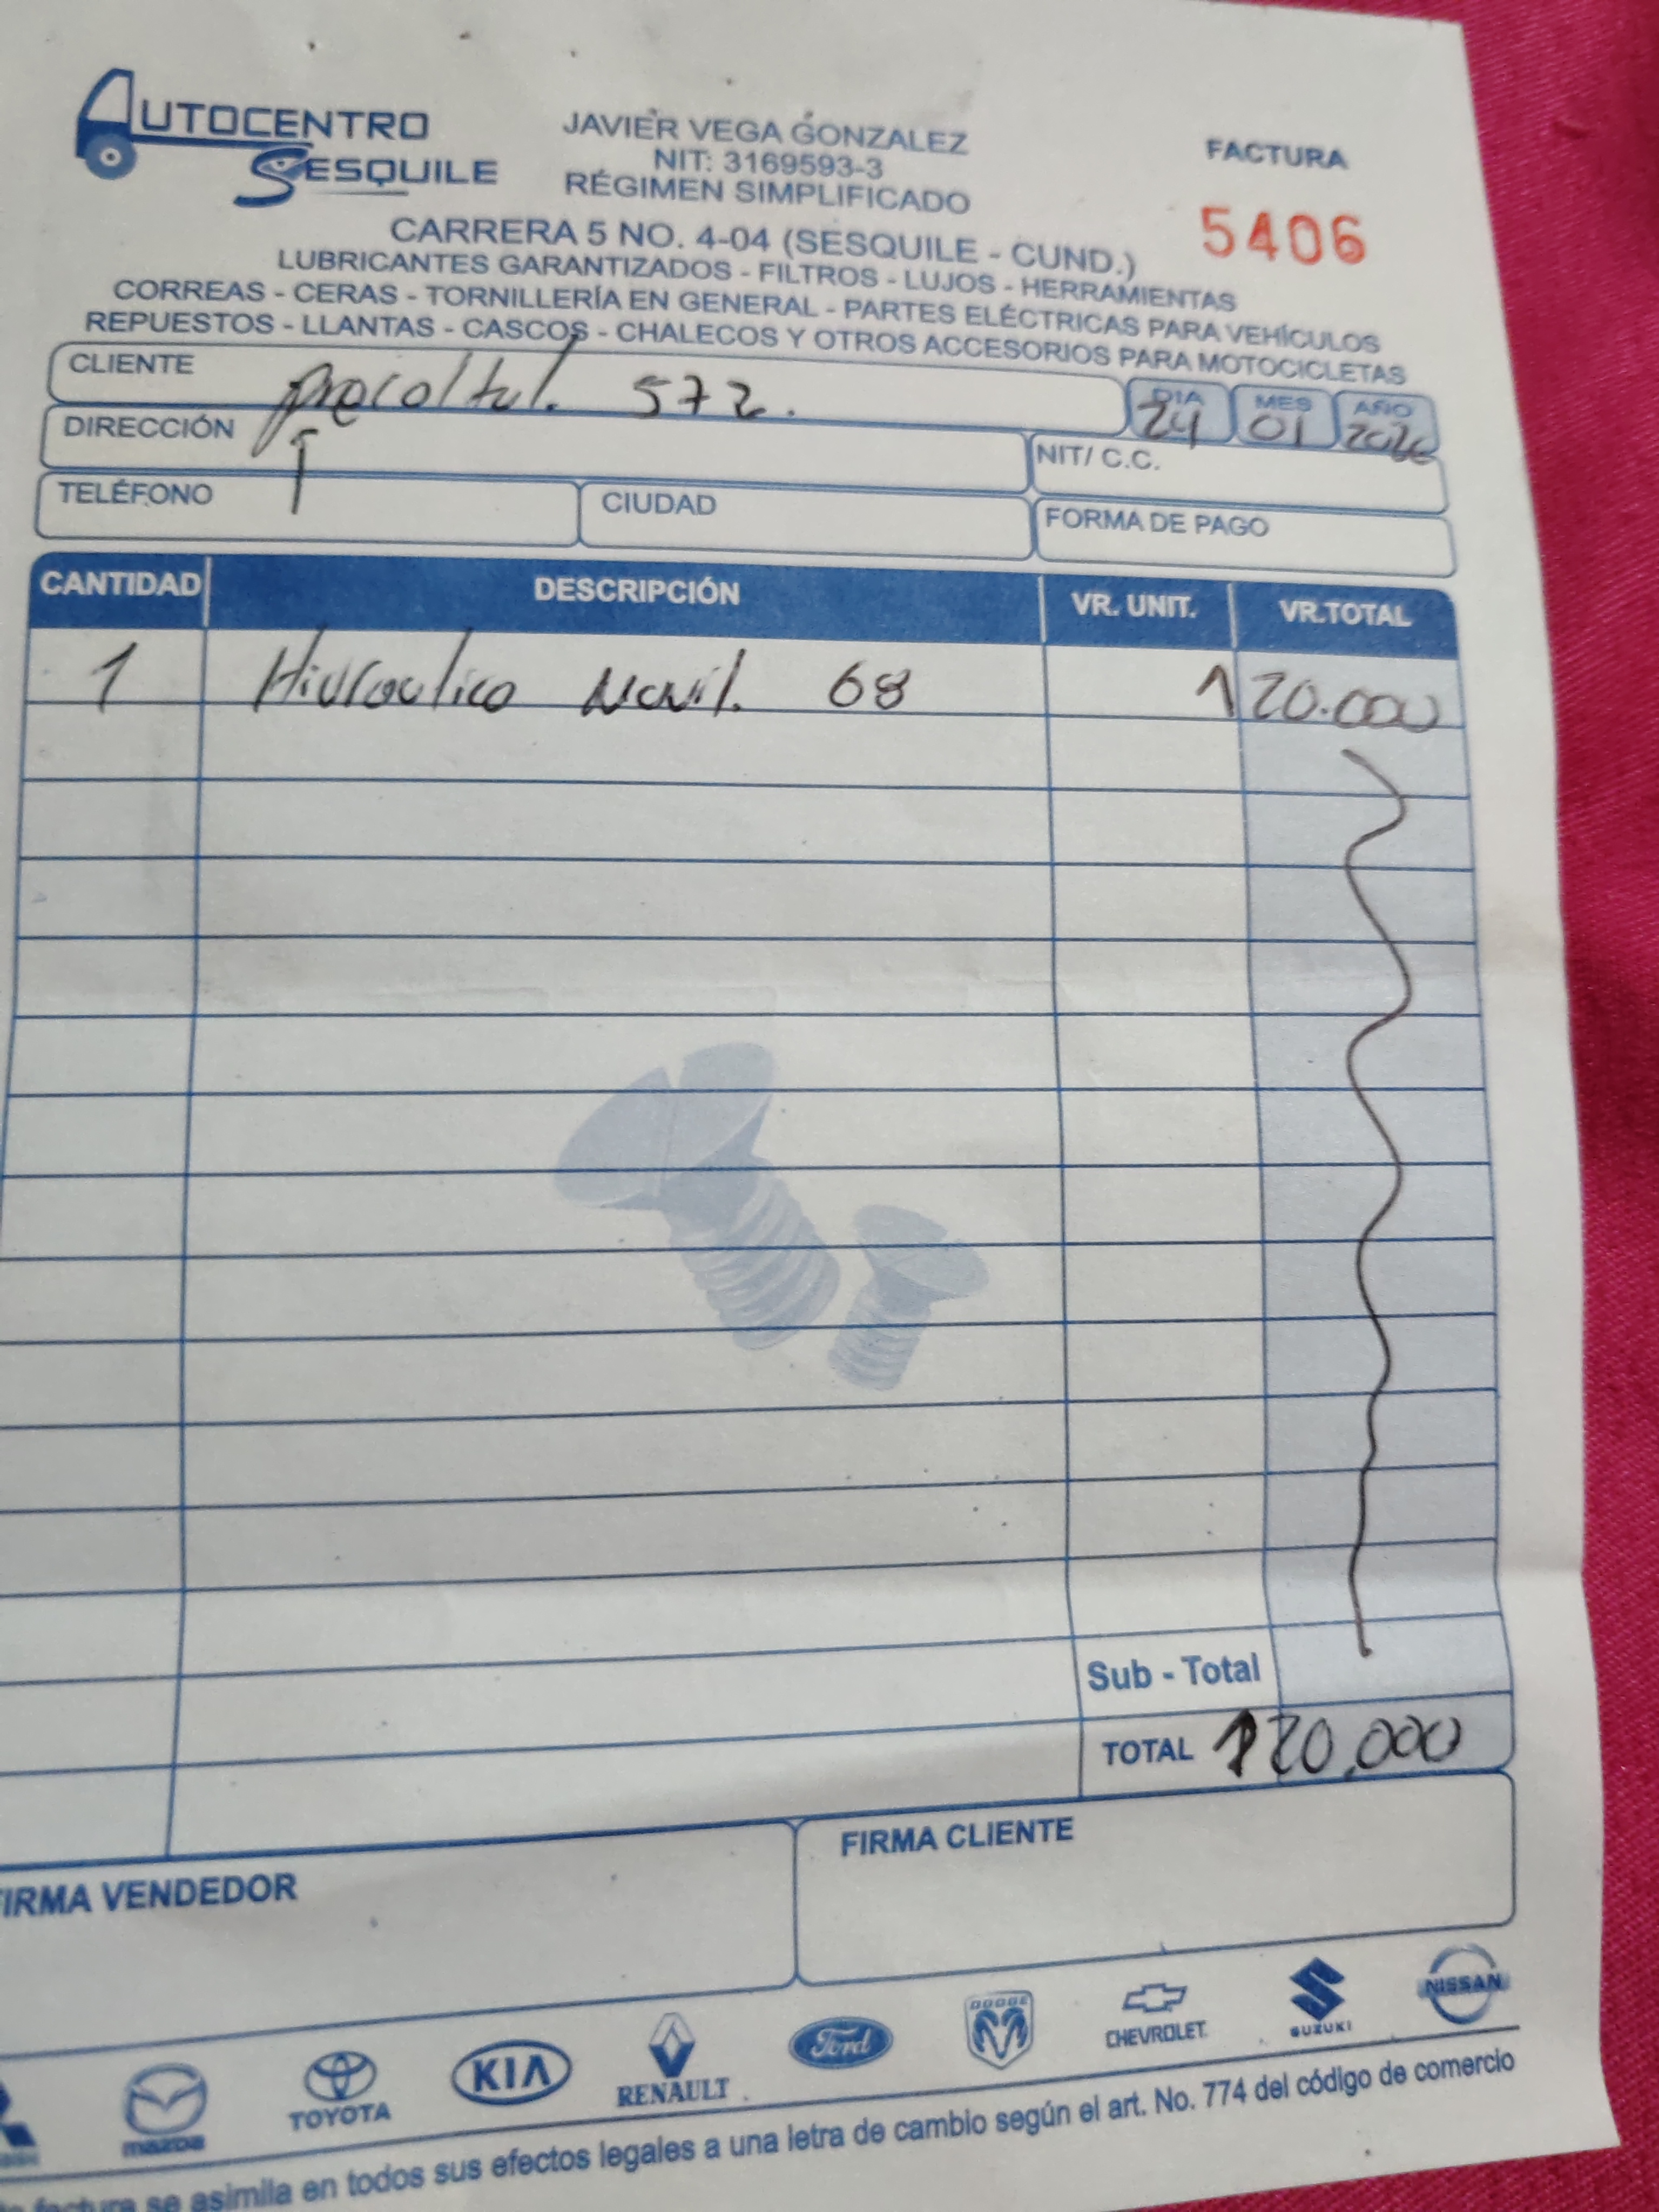 AUTOCENTRO
SESQUILE
JAVIER VEGA GONZALEZ
NIT: 3169593-3
RÉGIMEN SIMPLIFICADO
FACTURA
5406
CARRERA 5 NO. 4-04 (SESQUILE - CUND.)
LUBRICANTES GARANTIZADOS - FILTROS - LUJOS - HERRAMIENTAS
CORREAS - CERAS - TORNILLERÍA EN GENERAL - PARTES ELÉCTRICAS PARA VEHÍCULOS
REPUESTOS - LLANTAS - CASCOS - CHALECOS Y OTROS ACCESORIOS PARA MOTOCICLETAS
CLIENTE 572.
DIA MES AÑO
24 01
DIRECCIÓN
NIT/ C.C.
TELÉFONO
CIUDAD
FORMA DE PAGO
CANTIDAD DESCRIPCIÓN VR. UNIT. VR.TOTAL
1 Hidraulico Movil. 68 120.000
Sub - Total
TOTAL 120,000
FIRMA VENDEDOR
FIRMA CLIENTE
mazda
TOYOTA
KIA
RENAULT
Ford
DODGE
CHEVROLET
SUZUKI
NISSAN
factura se asimila en todos sus efectos legales a una letra de cambio según el art. No. 774 del código de comercio